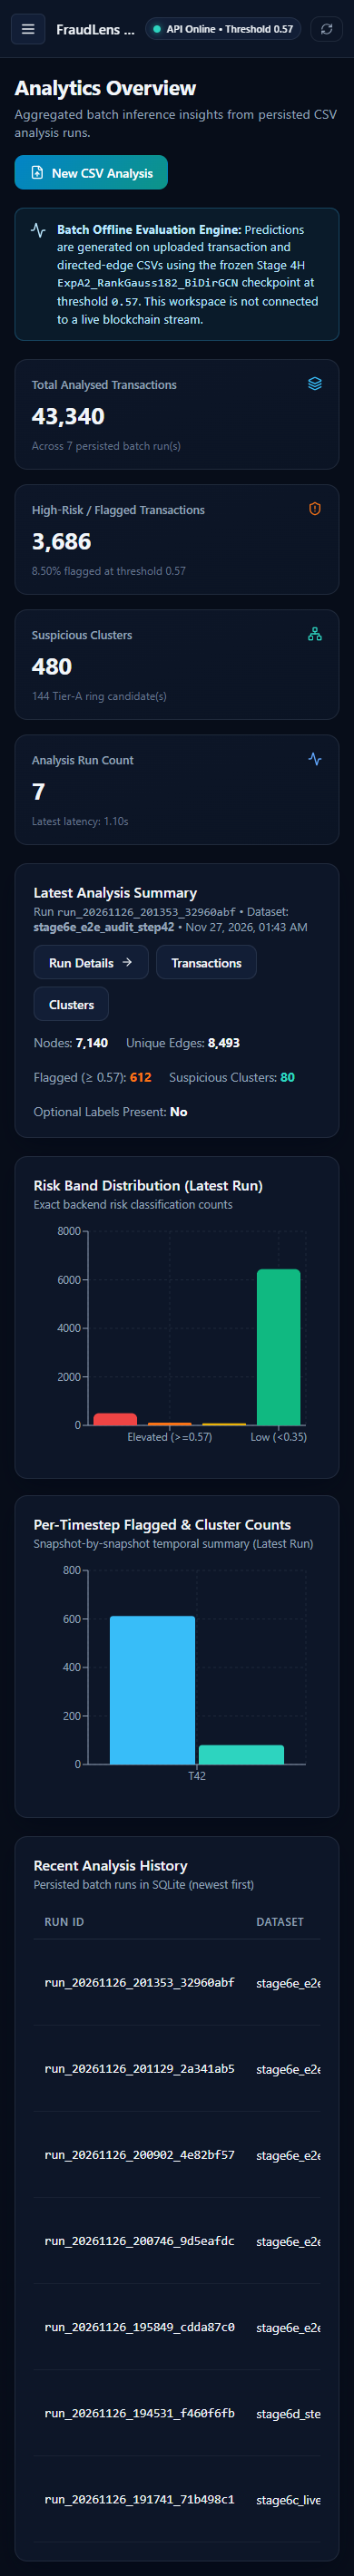 FraudLens ...
API Online • Threshold 0.57
Analytics Overview
Aggregated batch inference insights from persisted CSV
analysis runs.
New CSV Analysis
Batch Offline Evaluation Engine: Predictions
are generated on uploaded transaction and
directed-edge CSVs using the frozen Stage 4H
ExpA2_RankGauss182_BiDirGCN checkpoint at
threshold 0.57. This workspace is not connected
to a live blockchain stream.
Total Analysed Transactions
43,340
Across 7 persisted batch run(s)
High-Risk / Flagged Transactions
3,686
8.50% flagged at threshold 0.57
Suspicious Clusters
480
144 Tier-A ring candidate(s)
Analysis Run Count
7
Latest latency: 1.10s
Latest Analysis Summary
Run run_20261126_201353_32960abf • Dataset:
stage6e_e2e_audit_step42 • Nov 27, 2026, 01:43 AM
Run Details →
Transactions
Clusters
Nodes: 7,140 Unique Edges: 8,493
Flagged (≥ 0.57): 612 Suspicious Clusters: 80
Optional Labels Present: No
Risk Band Distribution (Latest Run)
Exact backend risk classification counts
8000
6000
4000
2000
0
Elevated (>=0.57) Low (<0.35)
Per-Timestep Flagged & Cluster Counts
Snapshot-by-snapshot temporal summary (Latest Run)
800
600
400
200
0
T42
Recent Analysis History
Persisted batch runs in SQLite (newest first)
RUN ID DATASET
run_20261126_201353_32960abf stage6e_e2e
run_20261126_201129_2a341ab5 stage6e_e2e
run_20261126_200902_4e82bf57 stage6e_e2e
run_20261126_200746_9d5eafdc stage6e_e2e
run_20261126_195849_cdda87c0 stage6e_e2e
run_20261126_194531_f460f6fb stage6d_ste
run_20261126_191741_71b498c1 stage6c_live